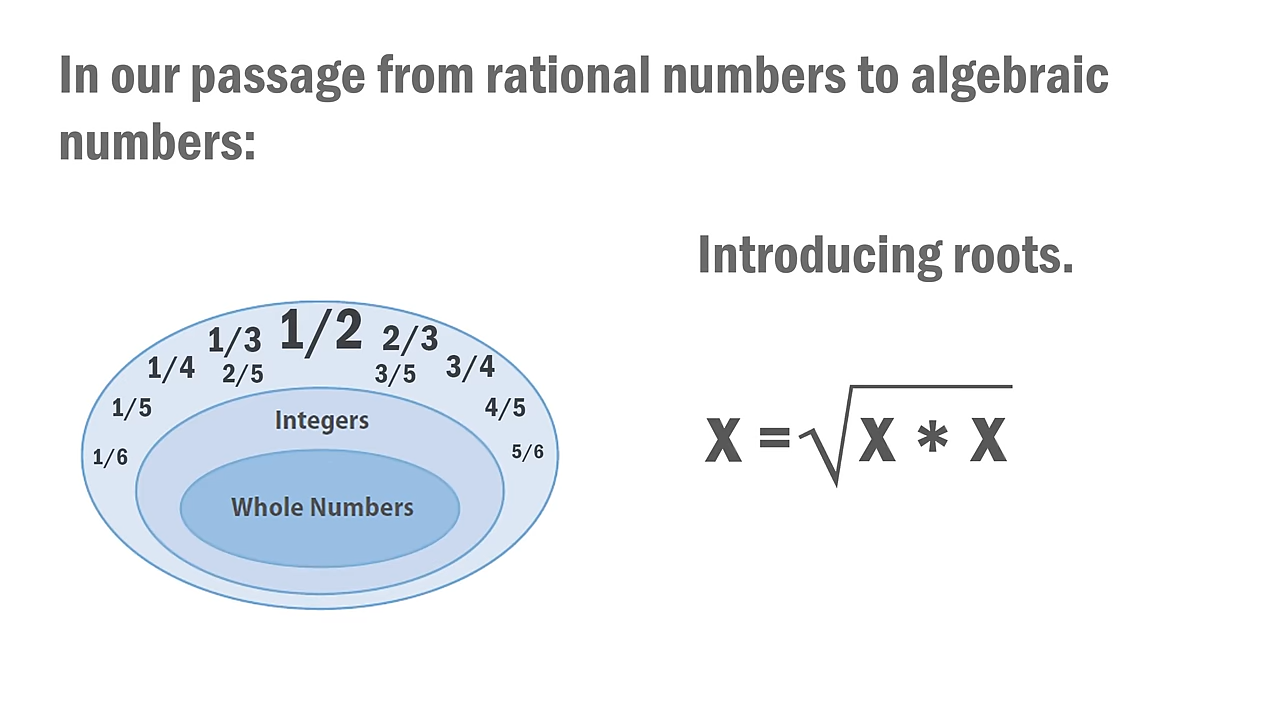 In our passage from rational numbers to algebraic
numbers:
Introducing roots.
1/2
1/3 2/3
1/4 3/4
2/5 3/5
1/5 4/5
Integers
1/6 5/6
x = √x * x
Whole Numbers